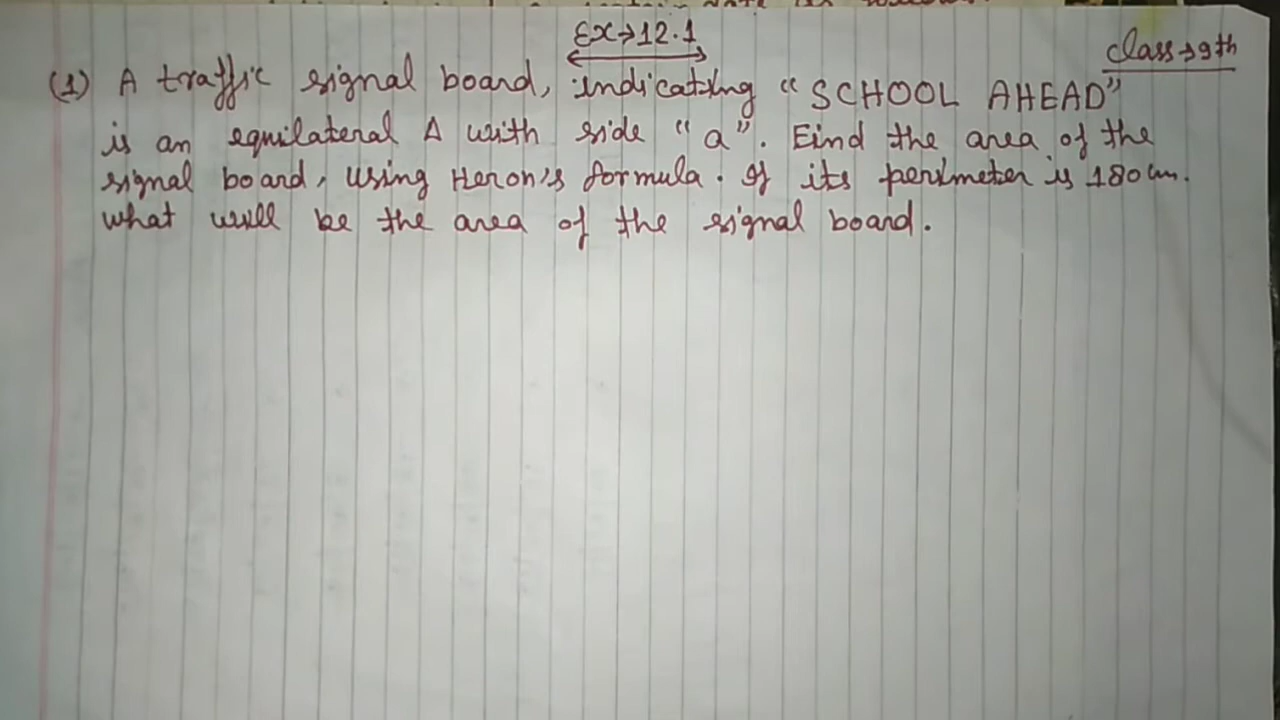 Ex→12.1
class→9th
(1) A traffic signal board, indicating "SCHOOL AHEAD"
is an equilateral Δ with side "a". Find the area of the
signal board, using Heron's formula. If its perimeter is 180cm.
what will be the area of the signal board.